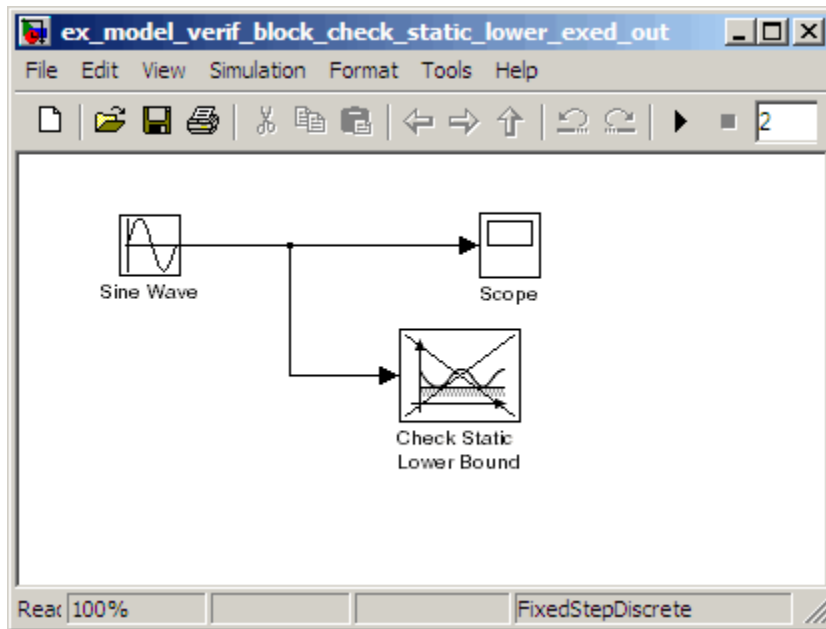 ex_model_verif_block_check_static_lower_exed_out
File Edit View Simulation Format Tools Help
2
Sine Wave
Scope
Check Static
Lower Bound
Reac 100% FixedStepDiscrete